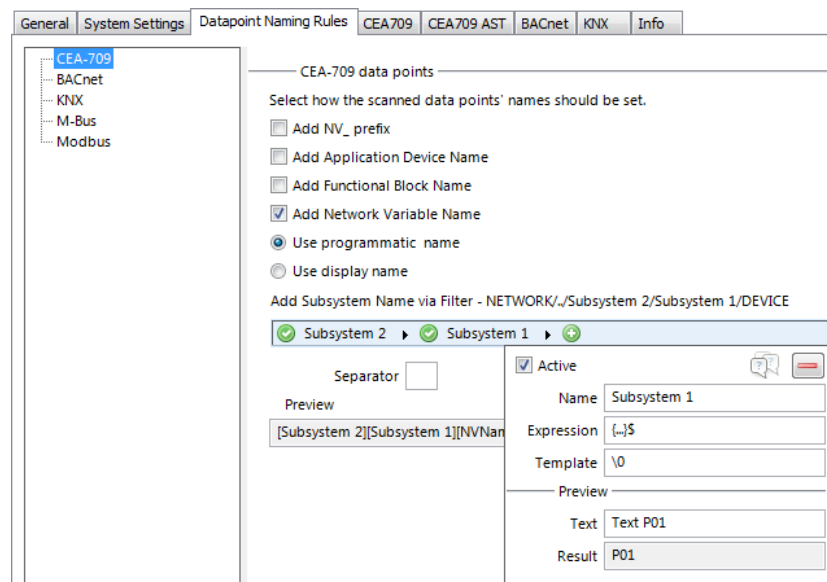 General System Settings Datapoint Naming Rules CEA709 CEA709 AST BACnet KNX Info
CEA-709
BACnet
KNX
M-Bus
Modbus
CEA-709 data points
Select how the scanned data points' names should be set.
Add NV_ prefix
Add Application Device Name
Add Functional Block Name
Add Network Variable Name
Use programmatic name
Use display name
Add Subsystem Name via Filter - NETWORK/../Subsystem 2/Subsystem 1/DEVICE
Subsystem 2 Subsystem 1
Separator
Preview
[Subsystem 2][Subsystem 1][NVNam
Active
Name Subsystem 1
Expression {...}$
Template \0
Preview
Text Text P01
Result P01